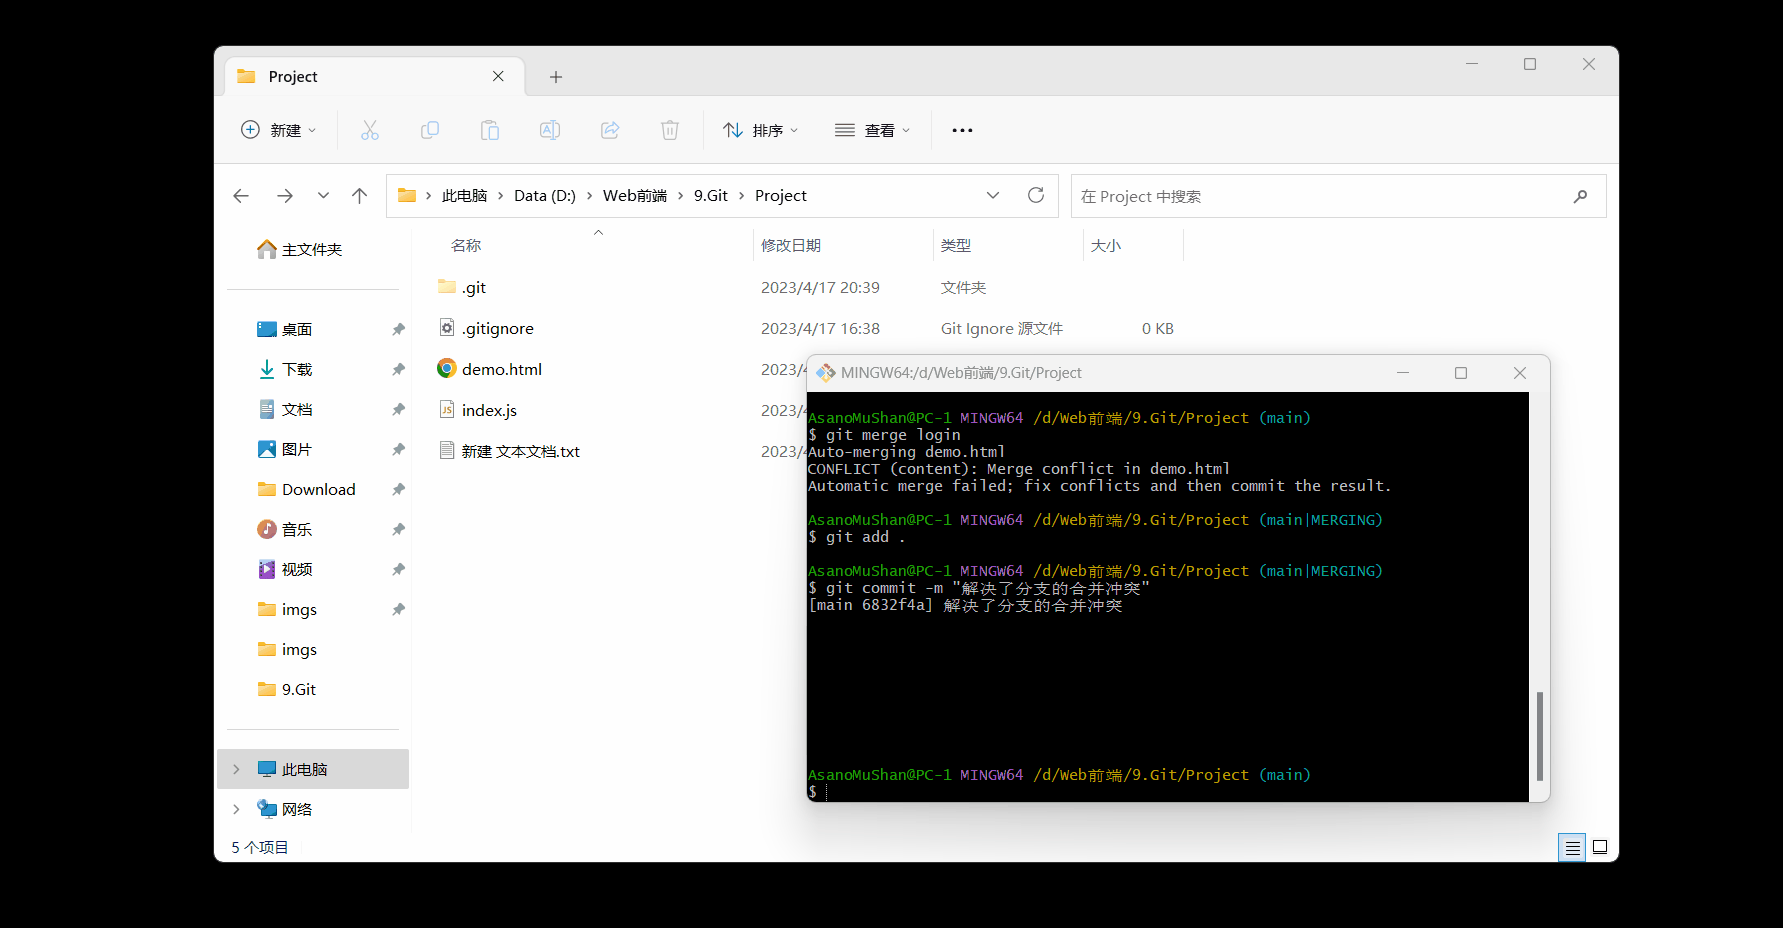 Project
新建
排序
查看
此电脑 > Data (D:) > Web前端 > 9.Git > Project
在 Project 中搜索
主文件夹
桌面
下载
文档
图片
Download
音乐
视频
imgs
imgs
9.Git
此电脑
网络
名称 修改日期 类型 大小
.git 2023/4/17 20:39 文件夹
.gitignore 2023/4/17 16:38 Git Ignore 源文件 0 KB
demo.html 2023/4
index.js 2023/4
新建 文本文档.txt 2023/4
MINGW64:/d/Web前端/9.Git/Project
AsanoMuShan@PC-1 MINGW64 /d/Web前端/9.Git/Project (main)
$ git merge login
Auto-merging demo.html
CONFLICT (content): Merge conflict in demo.html
Automatic merge failed; fix conflicts and then commit the result.
AsanoMuShan@PC-1 MINGW64 /d/Web前端/9.Git/Project (main|MERGING)
$ git add .
AsanoMuShan@PC-1 MINGW64 /d/Web前端/9.Git/Project (main|MERGING)
$ git commit -m "解决了分支的合并冲突"
[main 6832f4a] 解决了分支的合并冲突
AsanoMuShan@PC-1 MINGW64 /d/Web前端/9.Git/Project (main)
$
5 个项目